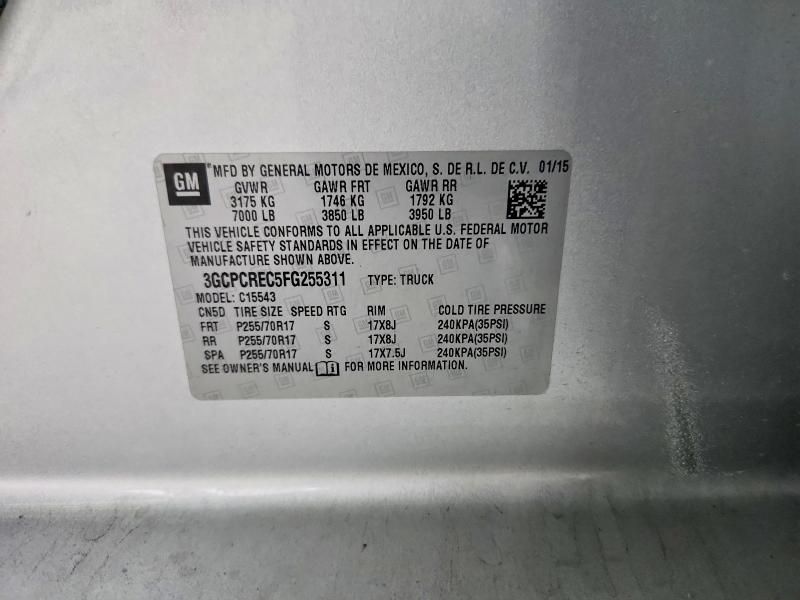 GM ® MFD BY GENERAL MOTORS DE MEXICO, S. DE R.L. DE C.V. 01/15
GVWR GAWR FRT GAWR RR
3175 KG 1746 KG 1792 KG
7000 LB 3850 LB 3950 LB
THIS VEHICLE CONFORMS TO ALL APPLICABLE U.S. FEDERAL MOTOR
VEHICLE SAFETY STANDARDS IN EFFECT ON THE DATE OF
MANUFACTURE SHOWN ABOVE.
3GCPCREC5FG255311 TYPE: TRUCK
MODEL: C15543
CN5D TIRE SIZE SPEED RTG RIM COLD TIRE PRESSURE
FRT P255/70R17 S 17X8J 240KPA(35PSI)
RR P255/70R17 S 17X8J 240KPA(35PSI)
SPA P255/70R17 S 17X7.5J 240KPA(35PSI)
SEE OWNER'S MANUAL FOR MORE INFORMATION.